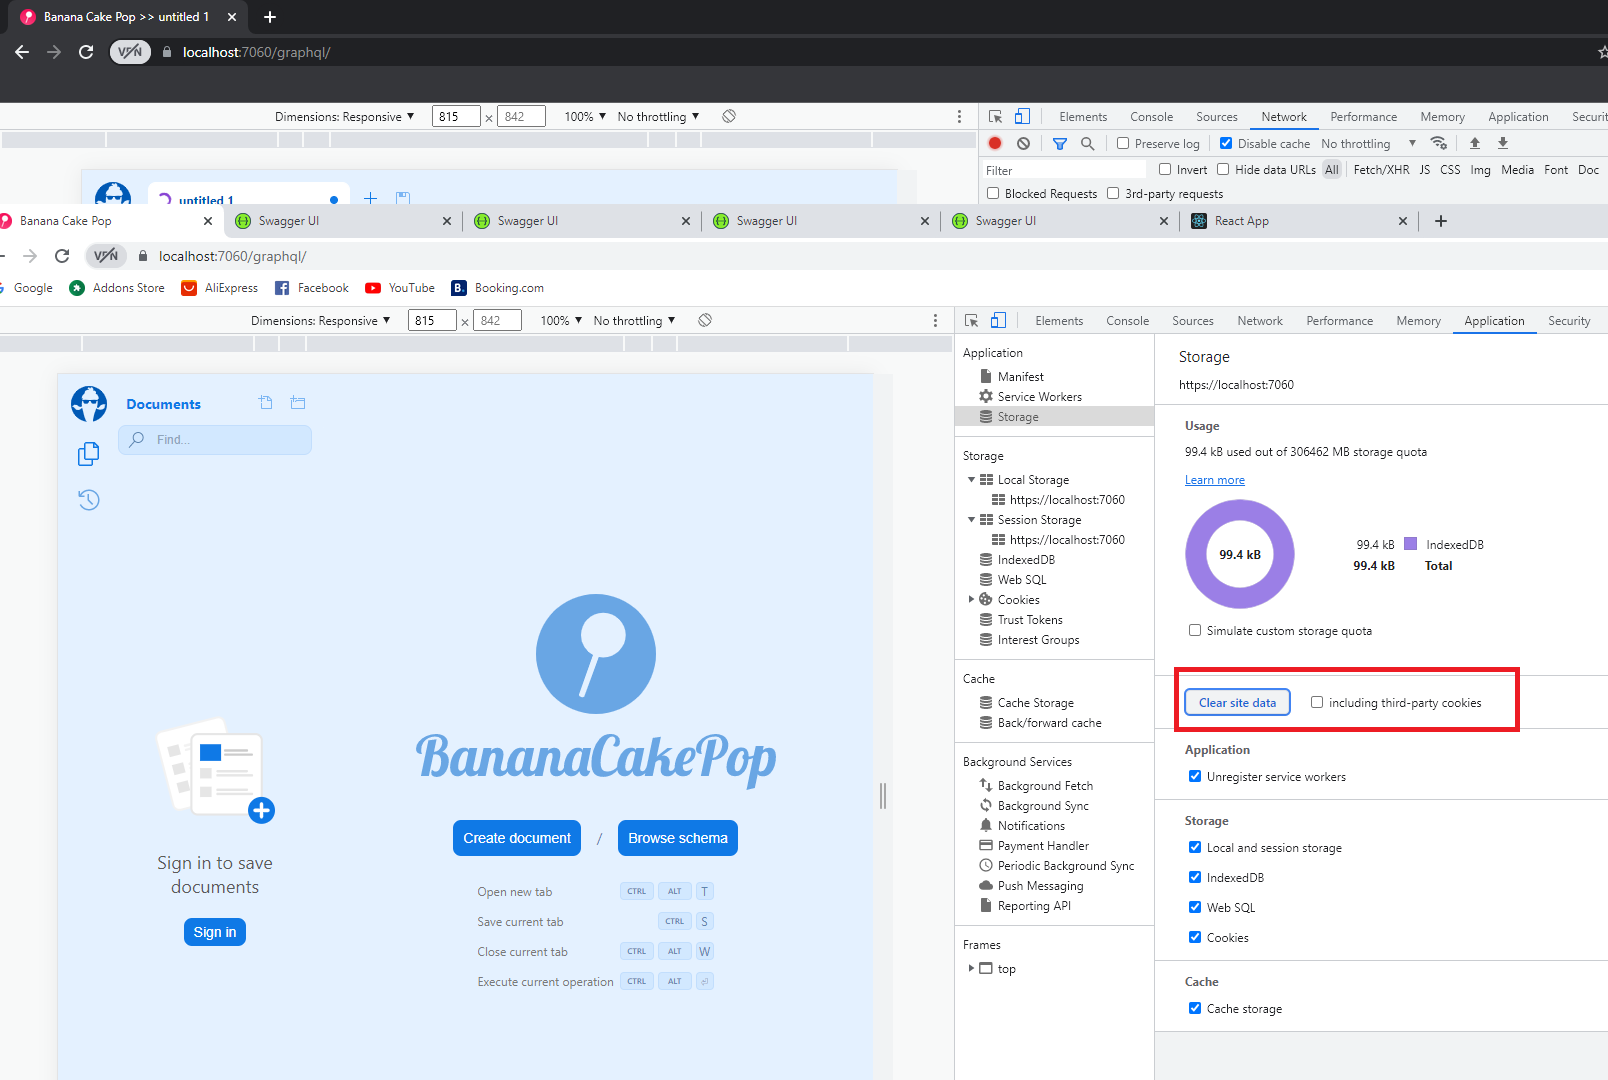 Banana Cake Pop >> untitled 1
VPN localhost:7060/graphql/
Dimensions: Responsive 815 × 842 100% No throttling
Elements Console Sources Network Performance Memory Application Securit
Preserve log Disable cache No throttling
Filter Invert Hide data URLs All Fetch/XHR JS CSS Img Media Font Doc
Blocked Requests 3rd-party requests
untitled 1
Banana Cake Pop Swagger UI Swagger UI Swagger UI Swagger UI React App
VPN localhost:7060/graphql/
Google Addons Store AliExpress Facebook YouTube B. Booking.com
Dimensions: Responsive 815 × 842 100% No throttling
Elements Console Sources Network Performance Memory Application Security
Documents
Find...
BananaCakePop
Create document / Browse schema
Sign in to save
documents
Sign in
Open new tab CTRL ALT T
Save current tab CTRL S
Close current tab CTRL ALT W
Execute current operation CTRL ALT ⏎
Application
Manifest
Service Workers
Storage
Storage
Local Storage
https://localhost:7060
Session Storage
https://localhost:7060
IndexedDB
Web SQL
Cookies
Trust Tokens
Interest Groups
Cache
Cache Storage
Back/forward cache
Background Services
Background Fetch
Background Sync
Notifications
Payment Handler
Periodic Background Sync
Push Messaging
Reporting API
Frames
top
Storage
https://localhost:7060
Usage
99.4 kB used out of 306462 MB storage quota
Learn more
99.4 kB
99.4 kB IndexedDB
99.4 kB Total
Simulate custom storage quota
Clear site data including third-party cookies
Application
Unregister service workers
Storage
Local and session storage
IndexedDB
Web SQL
Cookies
Cache
Cache storage